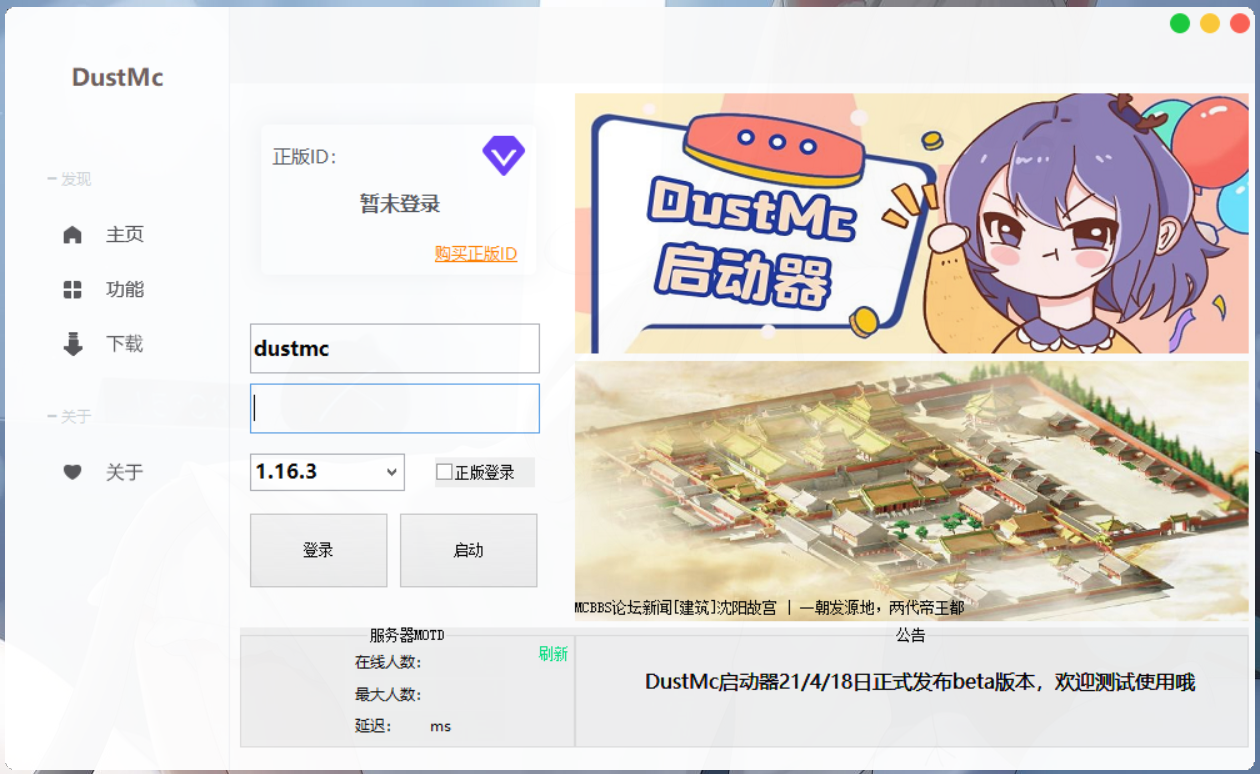 DustMc
发现
主页
功能
下载
关于
关于
正版ID：
暂未登录
购买正版ID
dustmc
1.16.3
正版登录
登录
启动
DustMc
启动器
MCBBS论坛新闻[建筑]沈阳故宫 | 一朝发源地，两代帝王都
服务器MOTD
刷新
在线人数：
最大人数：
延迟： ms
公告
DustMc启动器21/4/18日正式发布beta版本，欢迎测试使用哦